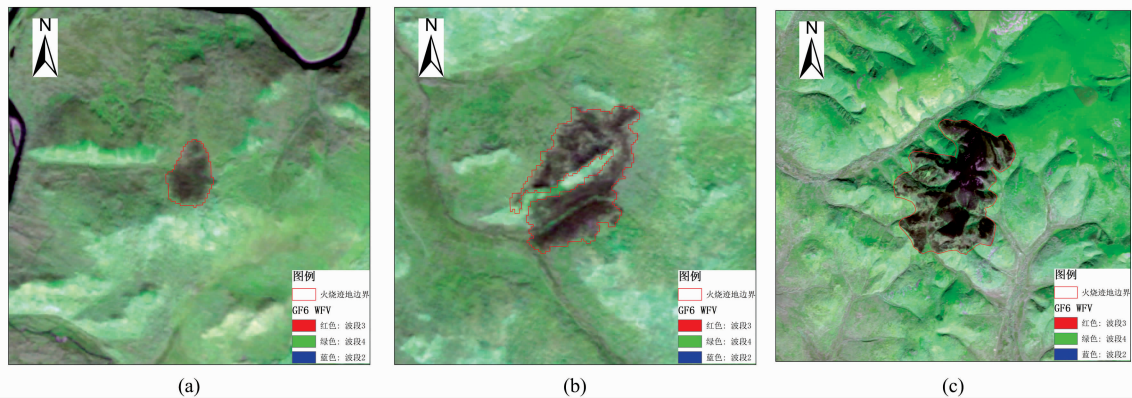 N
图例
火烧迹地边界
GF6 WFV
红色: 波段3
绿色: 波段4
蓝色: 波段2
(a)
N
图例
火烧迹地边界
GF6 WFV
红色: 波段3
绿色: 波段4
蓝色: 波段2
(b)
N
图例
火烧迹地边界
GF6 WFV
红色: 波段3
绿色: 波段4
蓝色: 波段2
(c)